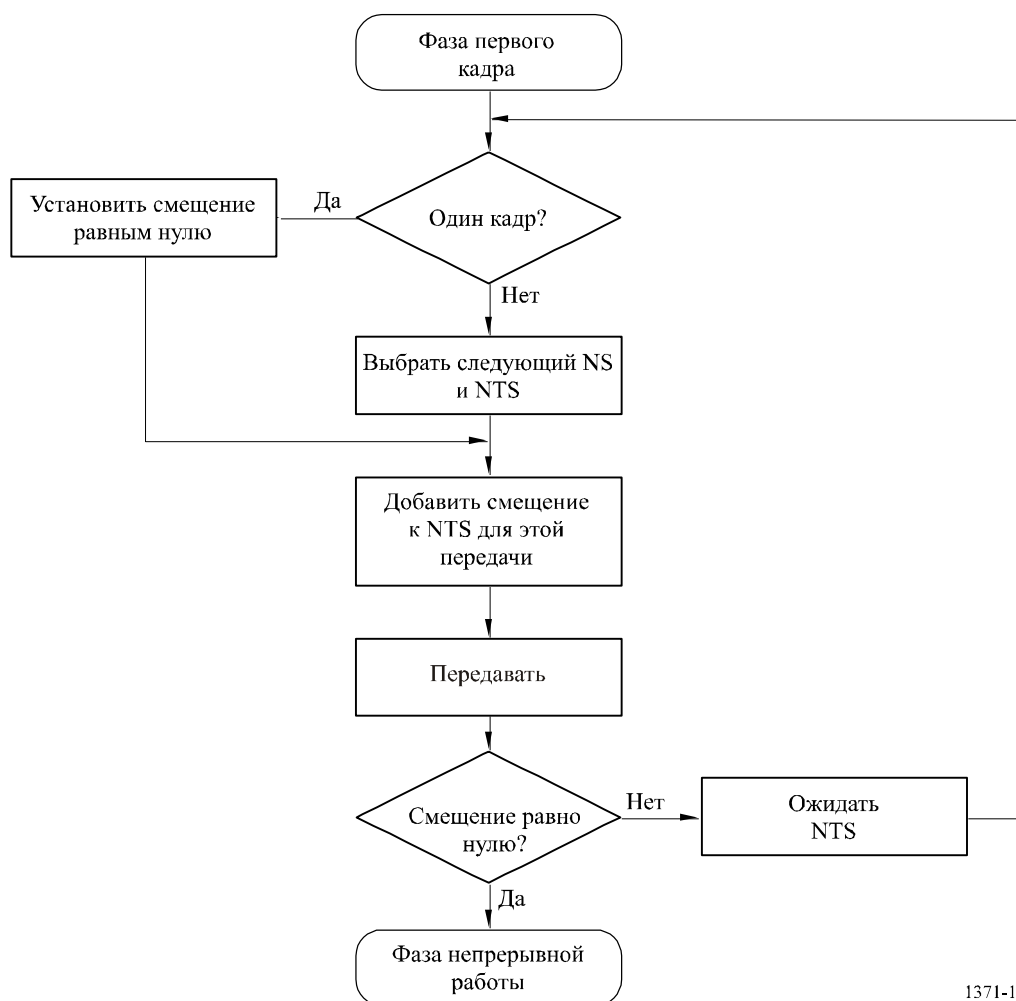 Фаза первого
кадра
Установить смещение
равным нулю
Да
Один кадр?
Нет
Выбрать следующий NS
и NTS
Добавить смещение
к NTS для этой
передачи
Передавать
Смещение равно
нулю?
Нет
Ожидать
NTS
Да
Фаза непрерывной
работы
1371-1